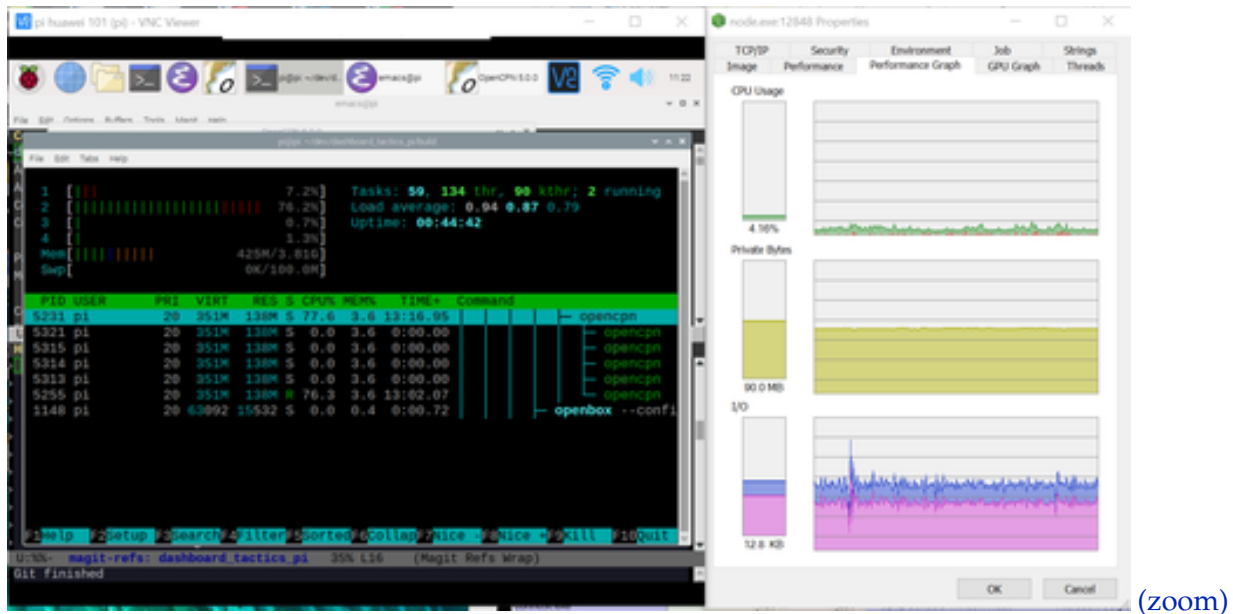 pi huawei 101 (pi) - VNC Viewer
emacs@pi
OpenCPN 5.0.0
11:22
emacs@pi
File Edit Options Buffers Tools Magit Help
pi@pi: ~/dev/dashboard_tactics_pi/build
File Edit Tabs Help
1 [ 7.2%] Tasks: 59, 134 thr, 90 kthr; 2 running
2 [ 76.2%] Load average: 0.94 0.87 0.79
3 [ 0.7%] Uptime: 00:44:42
4 [ 1.3%]
Mem[ 425M/3.81G]
Swp[ 0K/100.0M]
PID USER PRI VIRT RES S CPU% MEM% TIME+ Command
5231 pi 20 351M 138M S 77.6 3.6 13:16.95 opencpn
5321 pi 20 351M 138M S 0.0 3.6 0:00.00 opencpn
5315 pi 20 351M 138M S 0.0 3.6 0:00.00 opencpn
5314 pi 20 351M 138M S 0.0 3.6 0:00.00 opencpn
5313 pi 20 351M 138M S 0.0 3.6 0:00.00 opencpn
5255 pi 20 351M 138M R 76.3 3.6 13:02.07 opencpn
1148 pi 20 63092 15532 S 0.0 0.4 0:00.72 openbox --confi
F1Help F2Setup F3Search F4Filter F5Sorted F6Collap F7Nice - F8Nice + F9Kill F10Quit
U:%%- magit-refs: dashboard_tactics_pi 35% L16 (Magit Refs Wrap)
Git finished
node.exe:12848 Properties
TCP/IP Security Environment Job Strings
Image Performance Performance Graph GPU Graph Threads
CPU Usage
4.16%
Private Bytes
90.0 MB
I/O
12.8 KB
OK Cancel
(zoom)